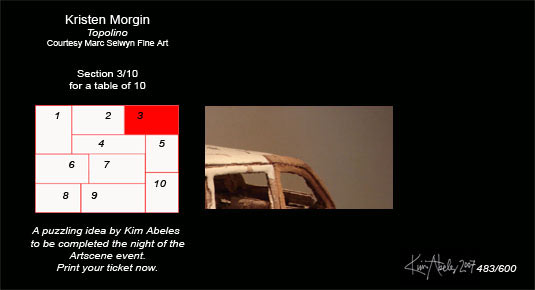 Kristen Morgin
Topolino
Courtesy Marc Selwyn Fine Art
Section 3/10
for a table of 10
1 2 3
4 5
6 7
8 9 10
A puzzling idea by Kim Abeles
to be completed the night of the
Artscene event.
Print your ticket now.
Kim Abeles 2007 483/600